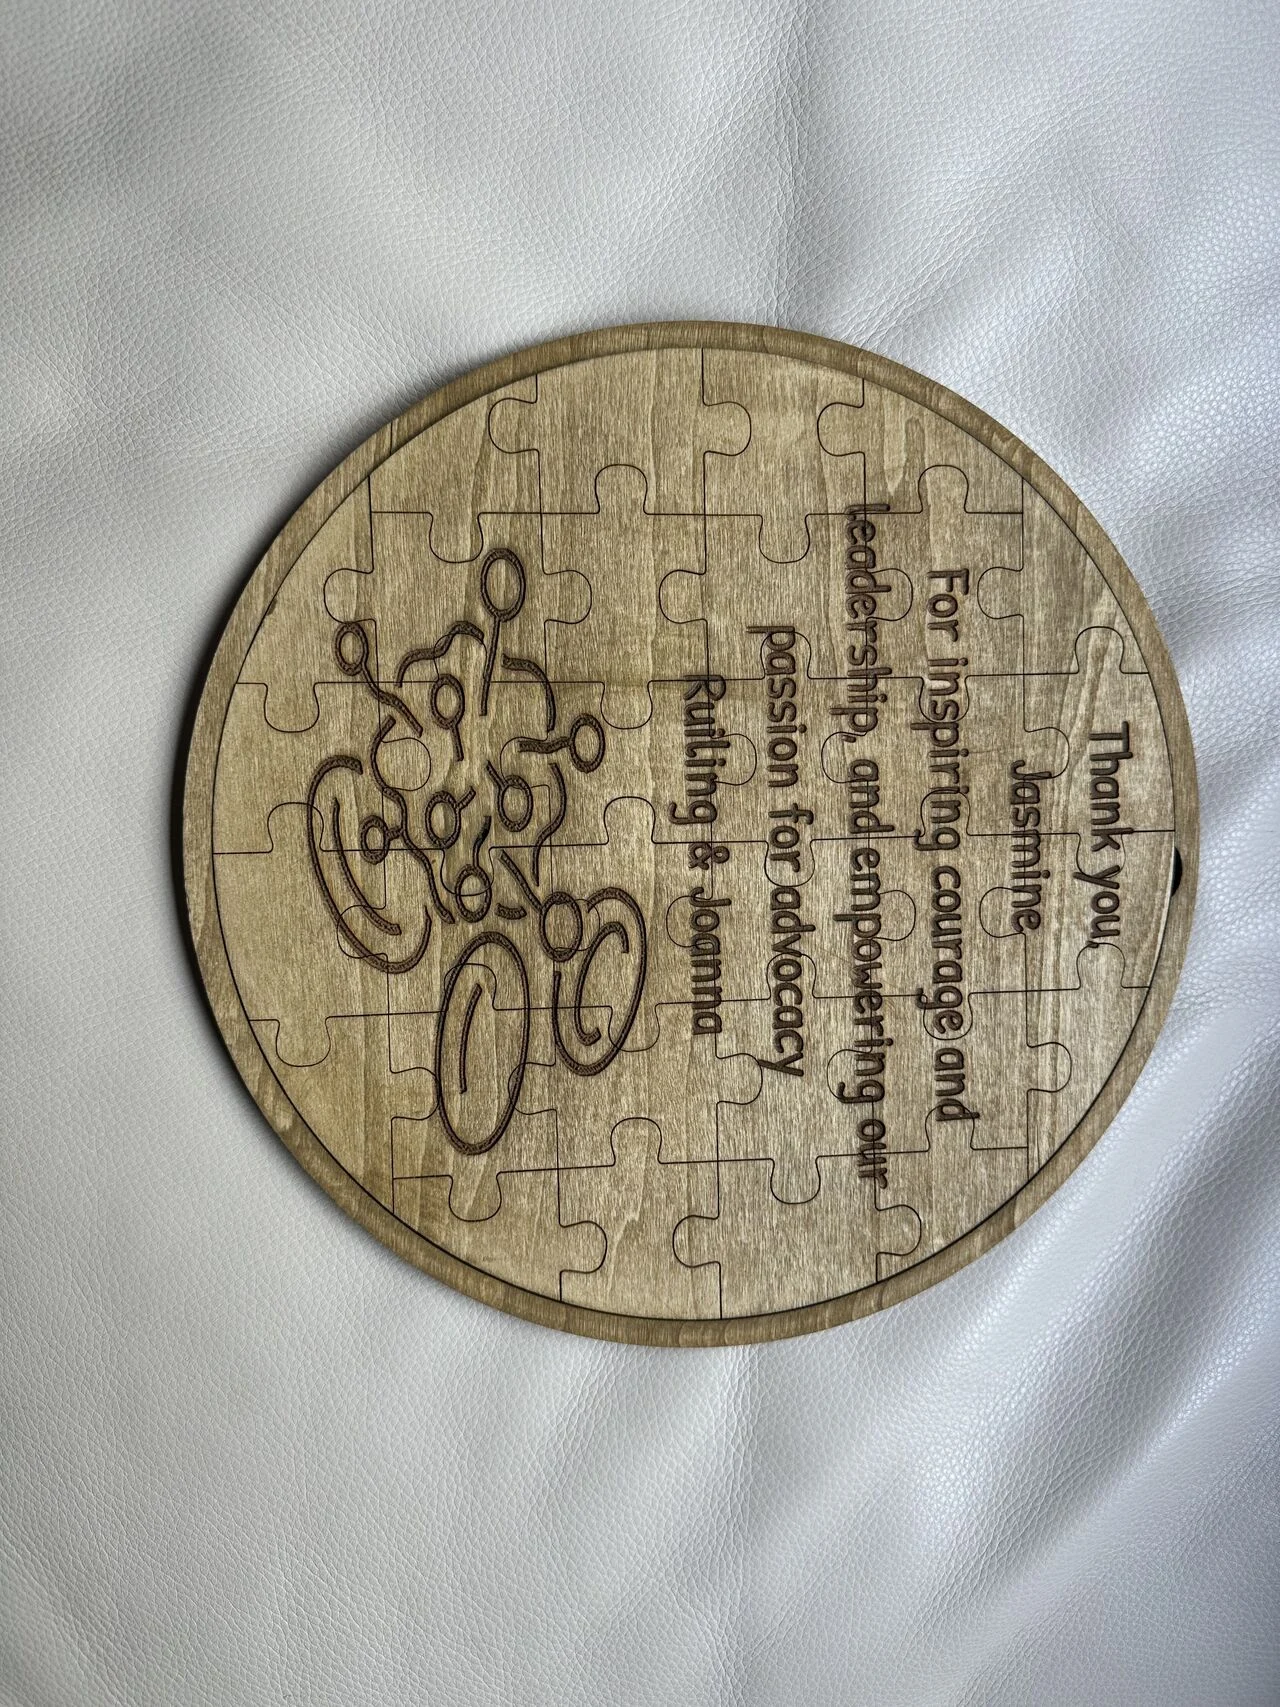 Thank you,
Jasmine
For inspiring courage and
leadership, and empowering our
passion for advocacy
Ruiling & Joanna